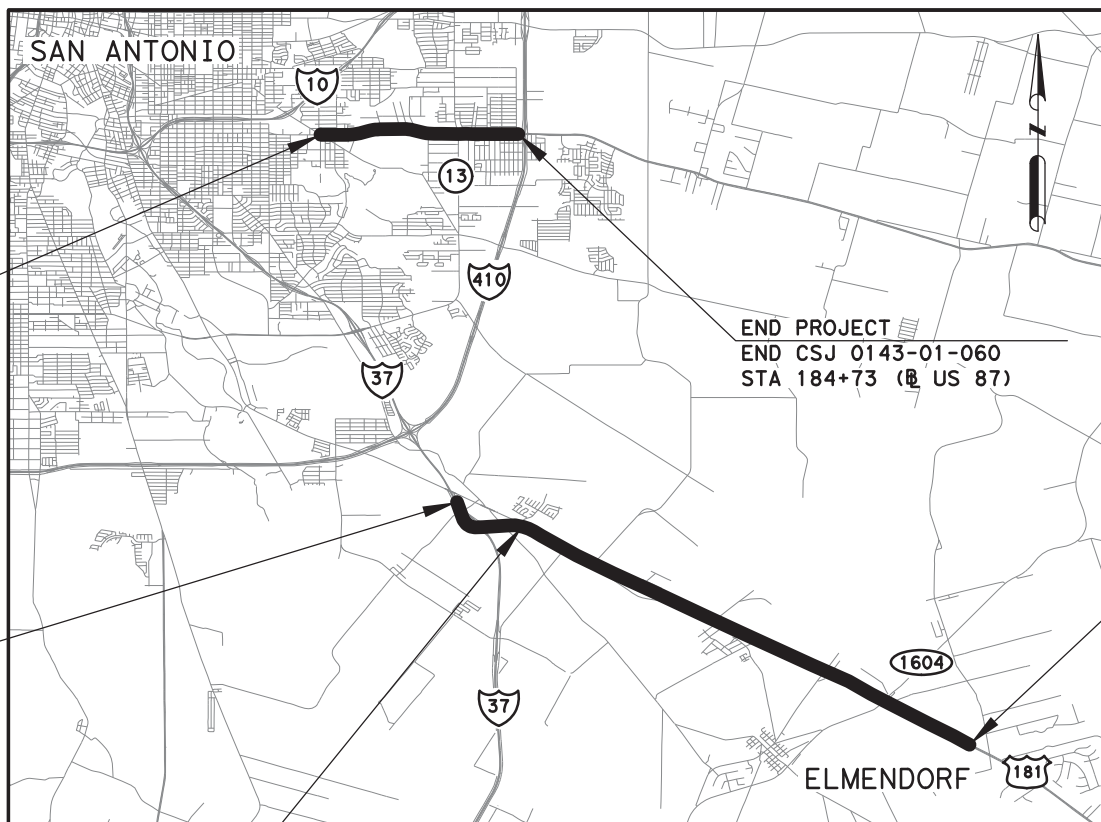 SAN ANTONIO
10
13
410
END PROJECT
END CSJ 0143-01-060
STA 184+73 (BL US 87)
37
1604
37
ELMENDORF
181